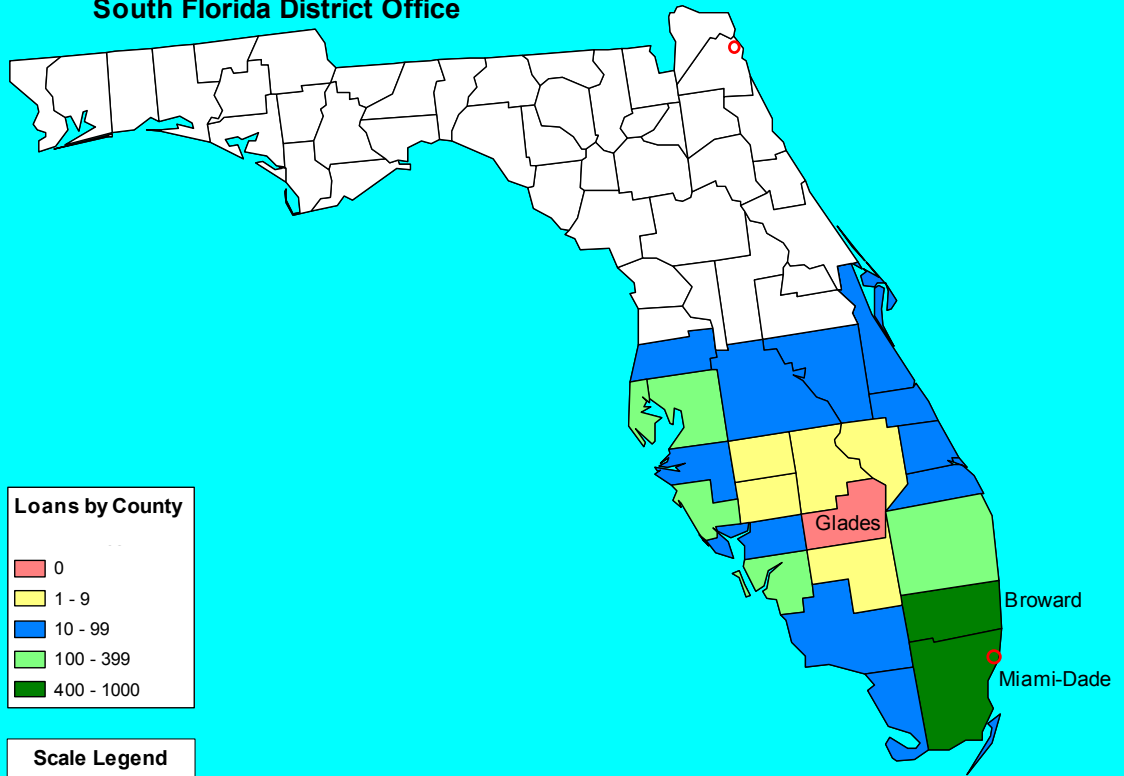 South Florida District Office
Loans by County
0
1 - 9
10 - 99
100 - 399
400 - 1000
Scale Legend
Glades
Broward
Miami-Dade